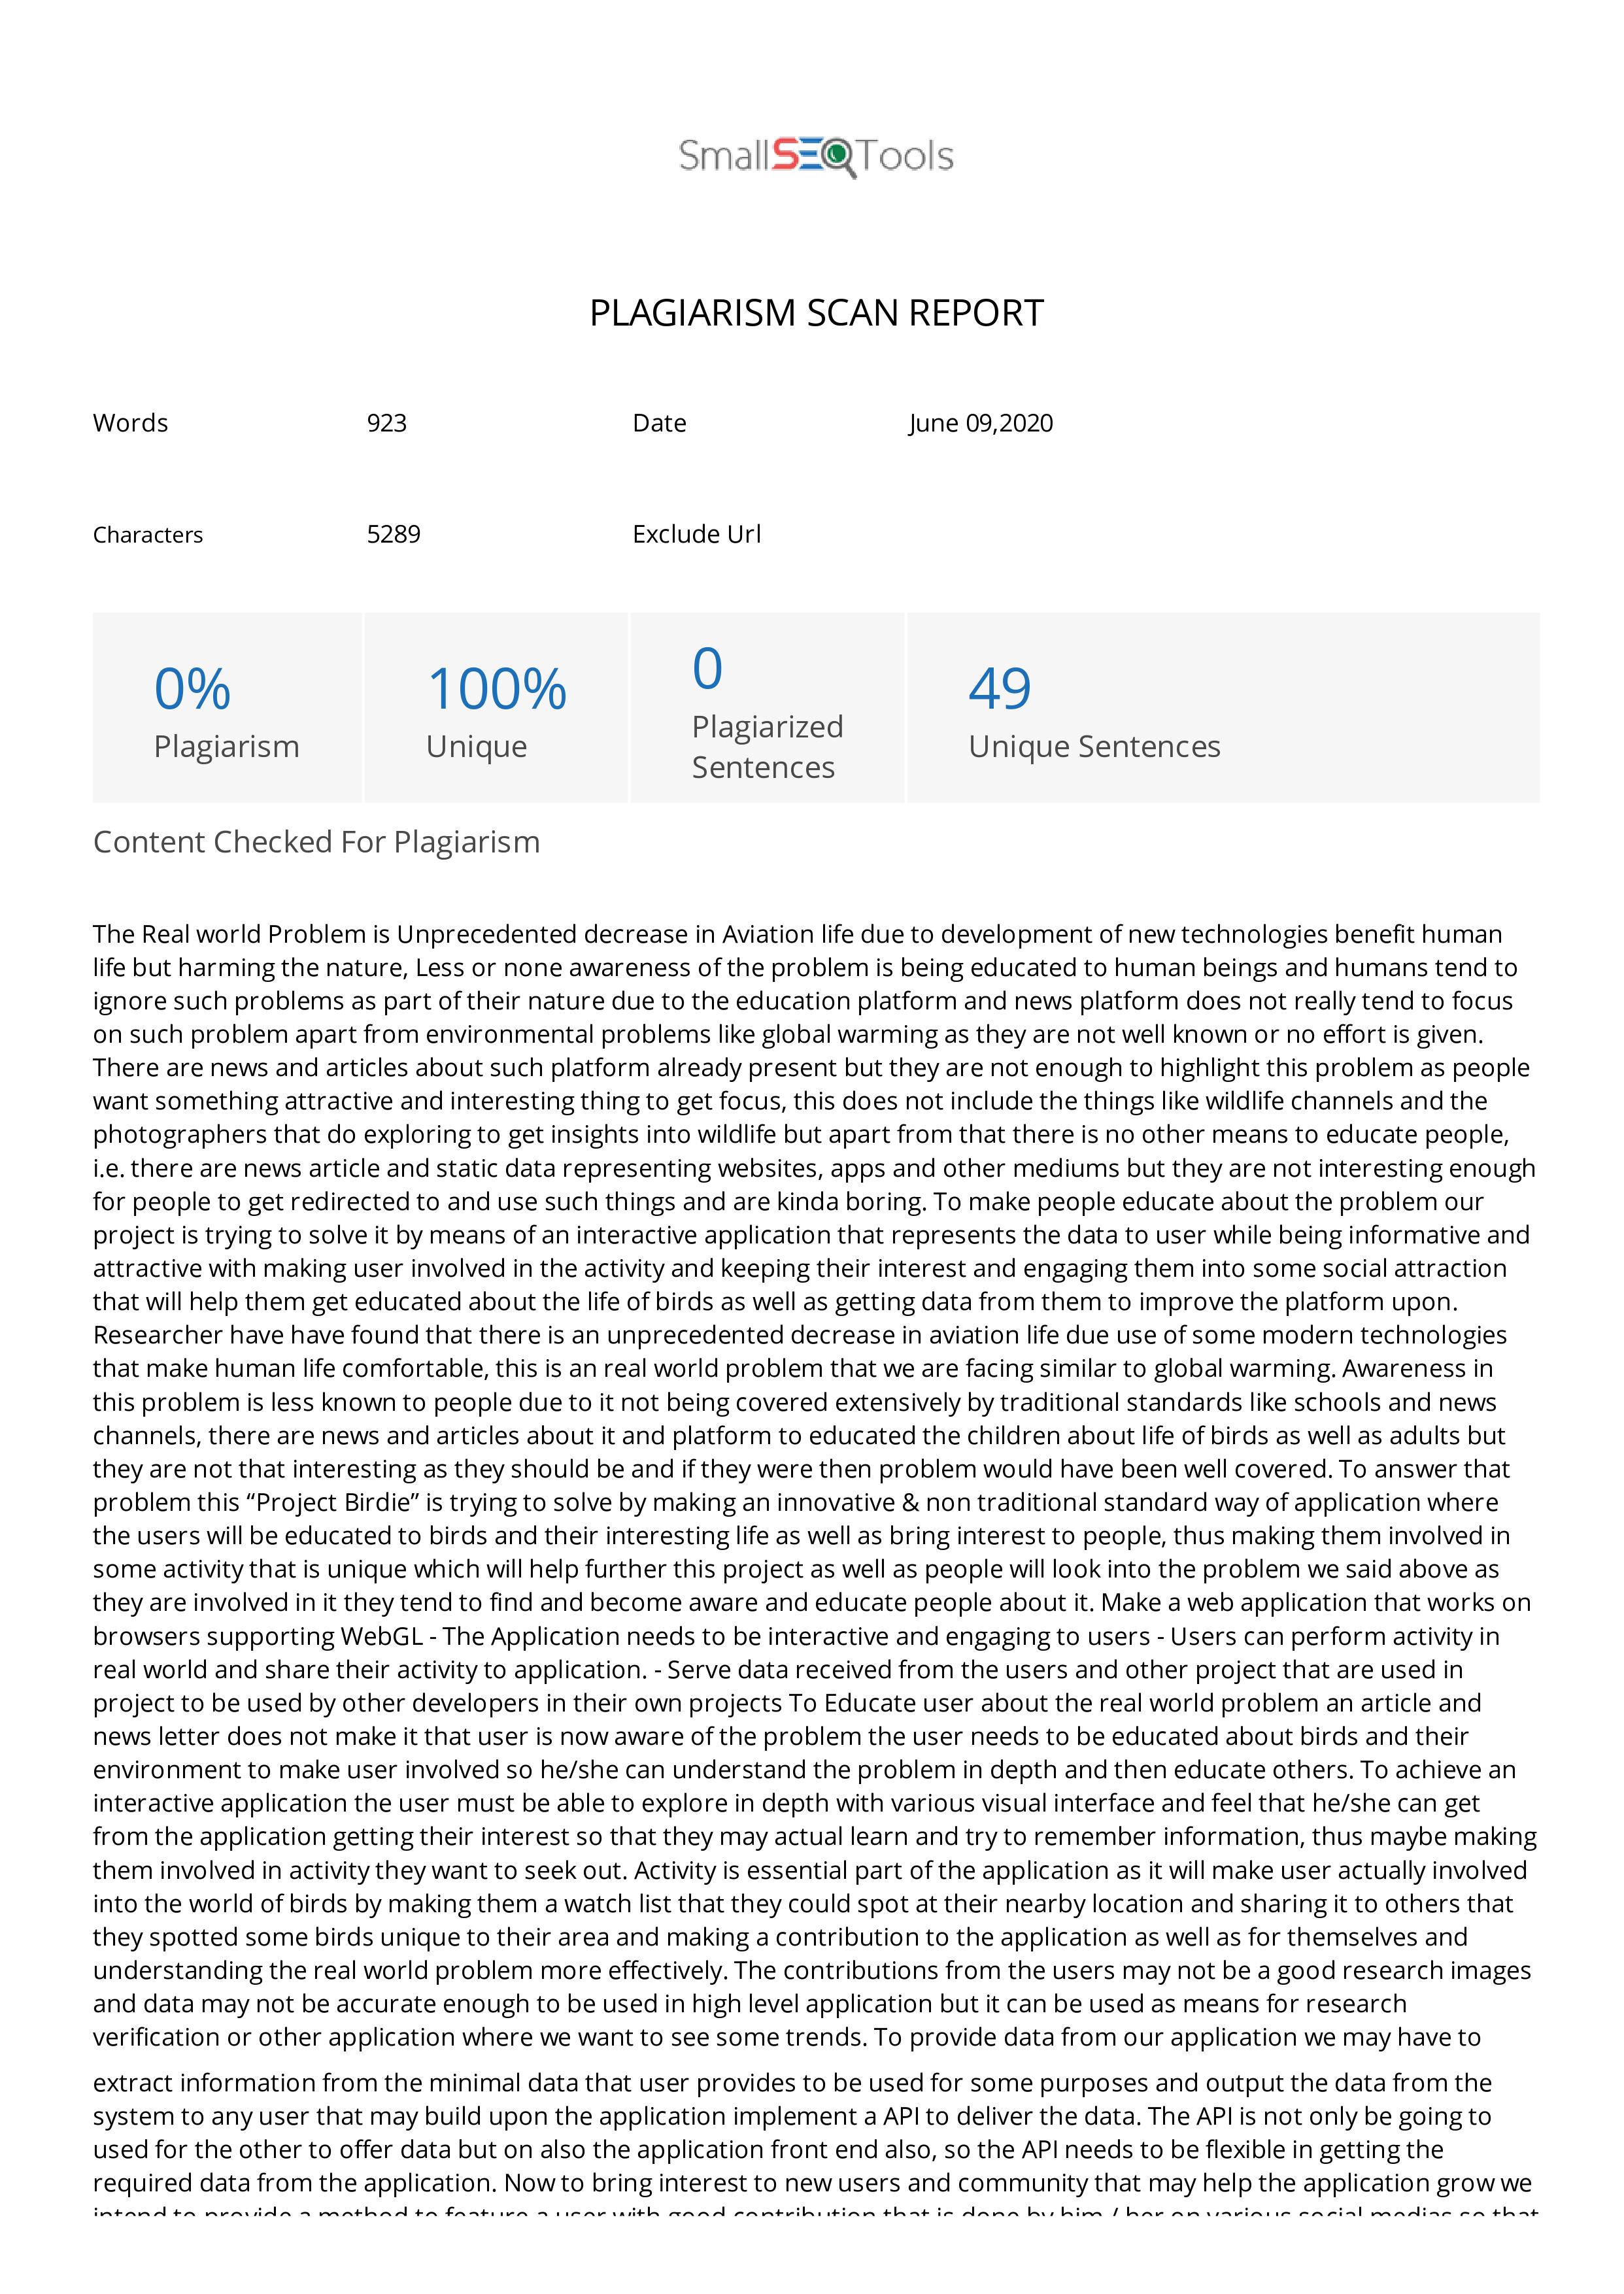 SmallSEOTools
PLAGIARISM SCAN REPORT
Words 923 Date June 09,2020
Characters 5289 Exclude Url
0% Plagiarism
100% Unique
0 Plagiarized Sentences
49 Unique Sentences
Content Checked For Plagiarism
The Real world Problem is Unprecedented decrease in Aviation life due to development of new technologies benefit human
life but harming the nature, Less or none awareness of the problem is being educated to human beings and humans tend to
ignore such problems as part of their nature due to the education platform and news platform does not really tend to focus
on such problem apart from environmental problems like global warming as they are not well known or no effort is given.
There are news and articles about such platform already present but they are not enough to highlight this problem as people
want something attractive and interesting thing to get focus, this does not include the things like wildlife channels and the
photographers that do exploring to get insights into wildlife but apart from that there is no other means to educate people,
i.e. there are news article and static data representing websites, apps and other mediums but they are not interesting enough
for people to get redirected to and use such things and are kinda boring. To make people educate about the problem our
project is trying to solve it by means of an interactive application that represents the data to user while being informative and
attractive with making user involved in the activity and keeping their interest and engaging them into some social attraction
that will help them get educated about the life of birds as well as getting data from them to improve the platform upon.
Researcher have have found that there is an unprecedented decrease in aviation life due use of some modern technologies
that make human life comfortable, this is an real world problem that we are facing similar to global warming. Awareness in
this problem is less known to people due to it not being covered extensively by traditional standards like schools and news
channels, there are news and articles about it and platform to educated the children about life of birds as well as adults but
they are not that interesting as they should be and if they were then problem would have been well covered. To answer that
problem this “Project Birdie” is trying to solve by making an innovative & non traditional standard way of application where
the users will be educated to birds and their interesting life as well as bring interest to people, thus making them involved in
some activity that is unique which will help further this project as well as people will look into the problem we said above as
they are involved in it they tend to find and become aware and educate people about it. Make a web application that works on
browsers supporting WebGL - The Application needs to be interactive and engaging to users - Users can perform activity in
real world and share their activity to application. - Serve data received from the users and other project that are used in
project to be used by other developers in their own projects To Educate user about the real world problem an article and
news letter does not make it that user is now aware of the problem the user needs to be educated about birds and their
environment to make user involved so he/she can understand the problem in depth and then educate others. To achieve an
interactive application the user must be able to explore in depth with various visual interface and feel that he/she can get
from the application getting their interest so that they may actual learn and try to remember information, thus maybe making
them involved in activity they want to seek out. Activity is essential part of the application as it will make user actually involved
into the world of birds by making them a watch list that they could spot at their nearby location and sharing it to others that
they spotted some birds unique to their area and making a contribution to the application as well as for themselves and
understanding the real world problem more effectively. The contributions from the users may not be a good research images
and data may not be accurate enough to be used in high level application but it can be used as means for research
verification or other application where we want to see some trends. To provide data from our application we may have to
extract information from the minimal data that user provides to be used for some purposes and output the data from the
system to any user that may build upon the application implement a API to deliver the data. The API is not only be going to
used for the other to offer data but on also the application front end also, so the API needs to be flexible in getting the
required data from the application. Now to bring interest to new users and community that may help the application grow we
intend to provide a method to feature a user with good contribution that is done by him / her on various social medias so that